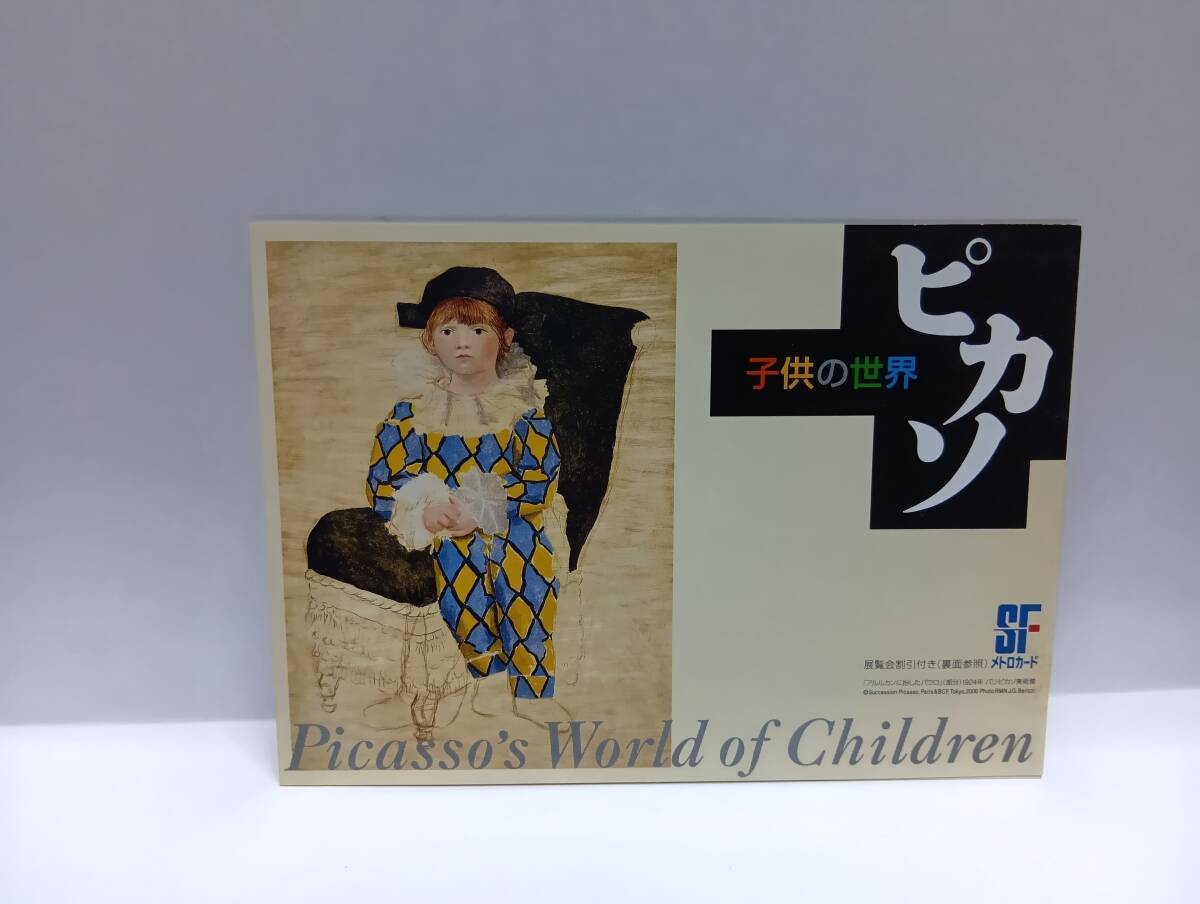 ピカソ
子供の世界
SF
メトロカード
展覧会割引付き(裏面参照)
「アルルカンに扮したパウロ」(部分)1924年 パリ・ピカソ美術館
©Succession Picasso, Paris & BCF, Tokyo, 2000 Photo RMN J.G. Berizzi
Picasso's World of Children